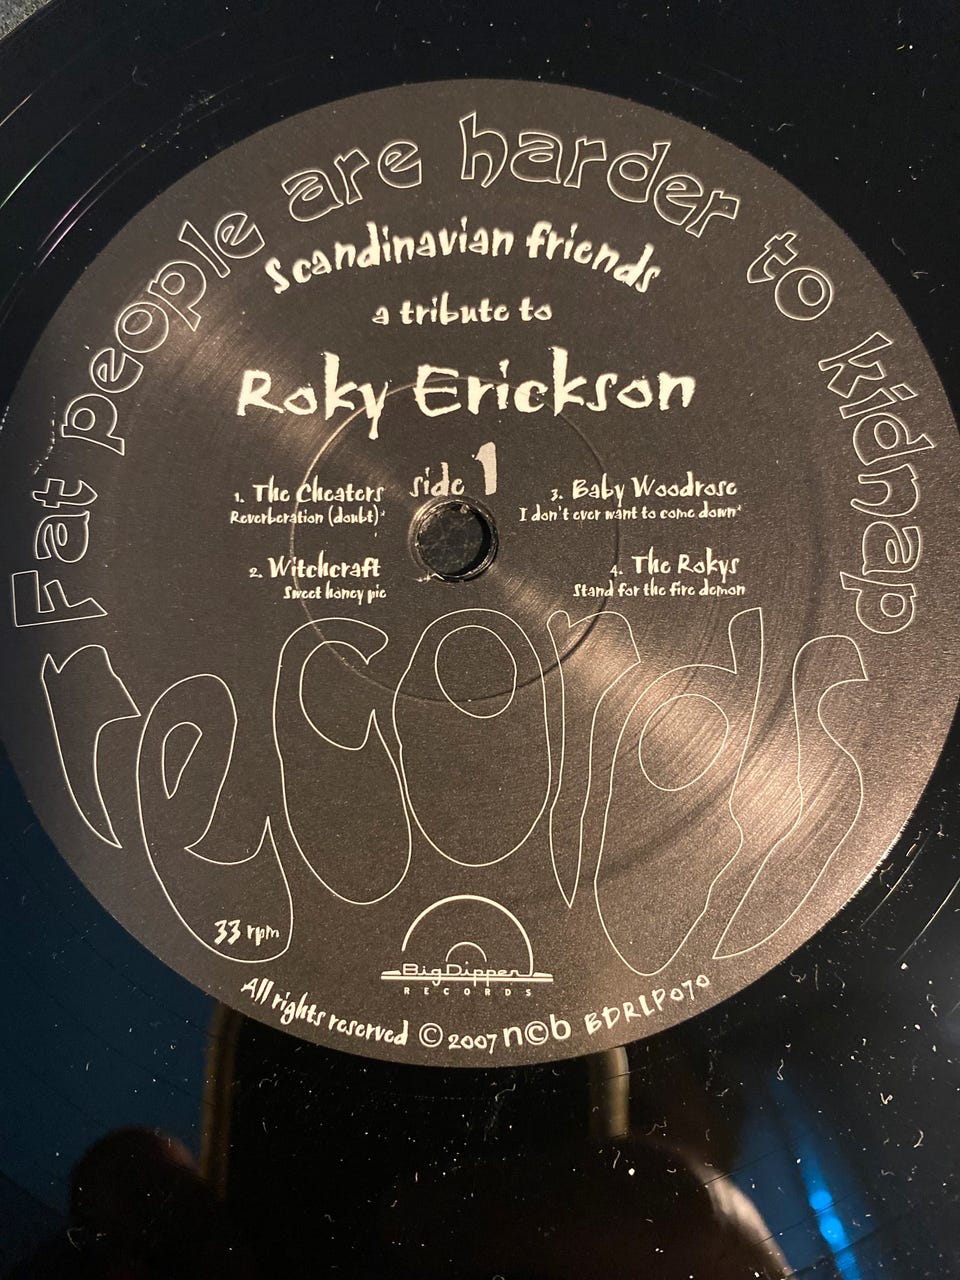 Fat people are harder to kidnap
Scandinavian friends
a tribute to
Roky Erickson
side 1
1. The Cheaters
Reverberation (doubt)*
2. Witchcraft
Sweet honey pie
3. Baby Woodrose
I don't ever want to come down*
4. The Rokys
Stand for the fire demon
records
33 rpm
BigDipper
RECORDS
All rights reserved © 2007 n©b BDRLP070